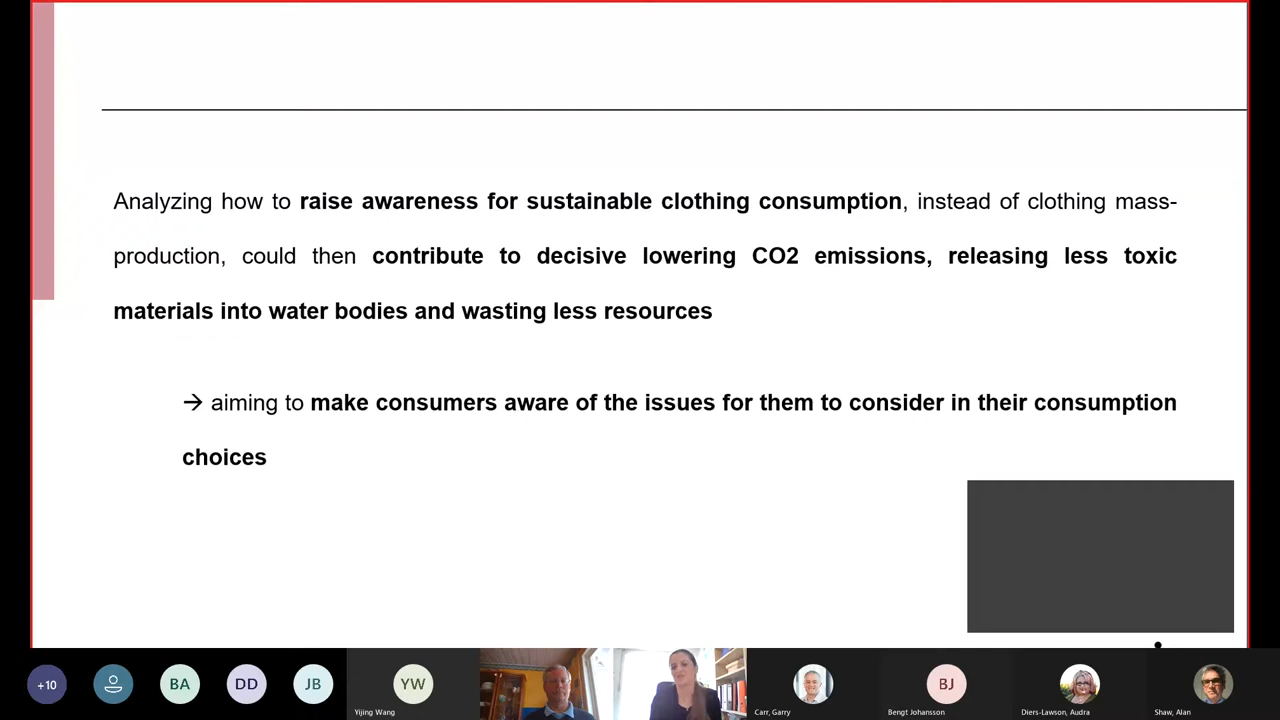 Analyzing how to raise awareness for sustainable clothing consumption, instead of clothing mass-
production, could then contribute to decisive lowering CO2 emissions, releasing less toxic
materials into water bodies and wasting less resources
→ aiming to make consumers aware of the issues for them to consider in their consumption
choices
+10
BA
DD
JB
YW
Yijing Wang
Carr, Garry
BJ
Bengt Johansson
Diers-Lawson, Audra
Shaw, Alan